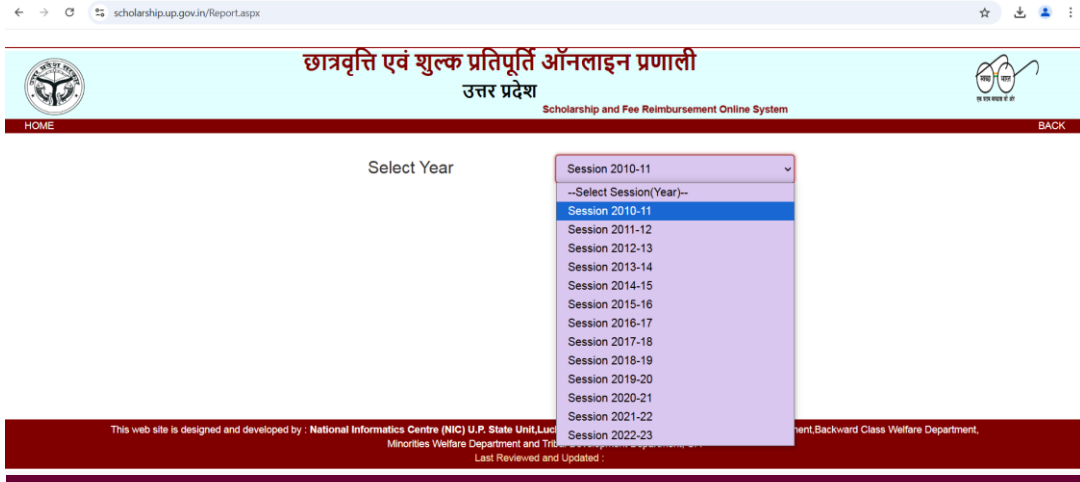 scholarship.up.gov.in/Report.aspx
छात्रवृत्ति एवं शुल्क प्रतिपूर्ति ऑनलाइन प्रणाली
उत्तर प्रदेश
Scholarship and Fee Reimbursement Online System
HOME
BACK
Select Year
Session 2010-11
--Select Session(Year)--
Session 2010-11
Session 2011-12
Session 2012-13
Session 2013-14
Session 2014-15
Session 2015-16
Session 2016-17
Session 2017-18
Session 2018-19
Session 2019-20
Session 2020-21
Session 2021-22
Session 2022-23
This web site is designed and developed by : National Informatics Centre (NIC) U.P. State Unit,Luc ent,Backward Class Welfare Department,
Minorities Welfare Department and
Last Reviewed and Updated :